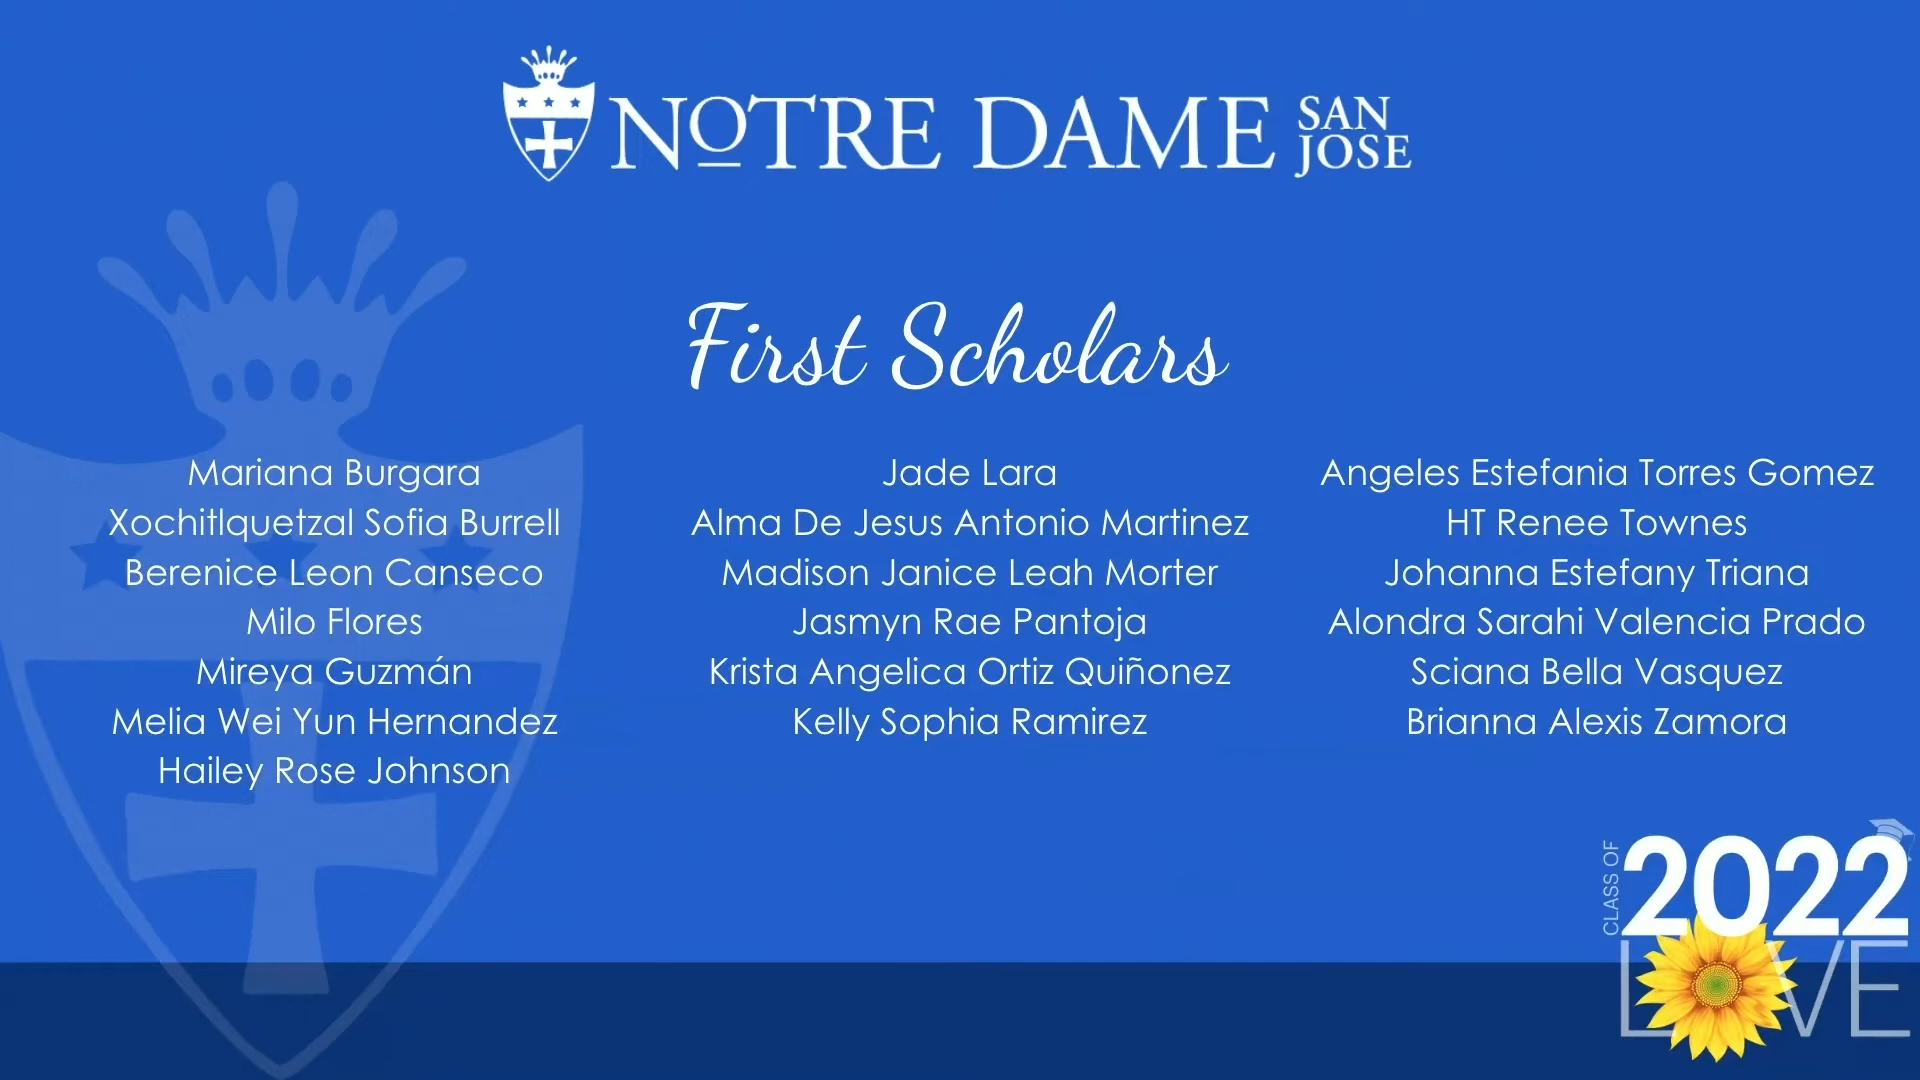 NOTRE DAME SAN JOSE
First Scholars
Mariana Burgara
Xochitlquetzal Sofia Burrell
Berenice Leon Canseco
Milo Flores
Mireya Guzmán
Melia Wei Yun Hernandez
Hailey Rose Johnson
Jade Lara
Alma De Jesus Antonio Martinez
Madison Janice Leah Morter
Jasmyn Rae Pantoja
Krista Angelica Ortiz Quiñonez
Kelly Sophia Ramirez
Angeles Estefania Torres Gomez
HT Renee Townes
Johanna Estefany Triana
Alondra Sarahi Valencia Prado
Sciana Bella Vasquez
Brianna Alexis Zamora
CLASS OF
2022
LOVE